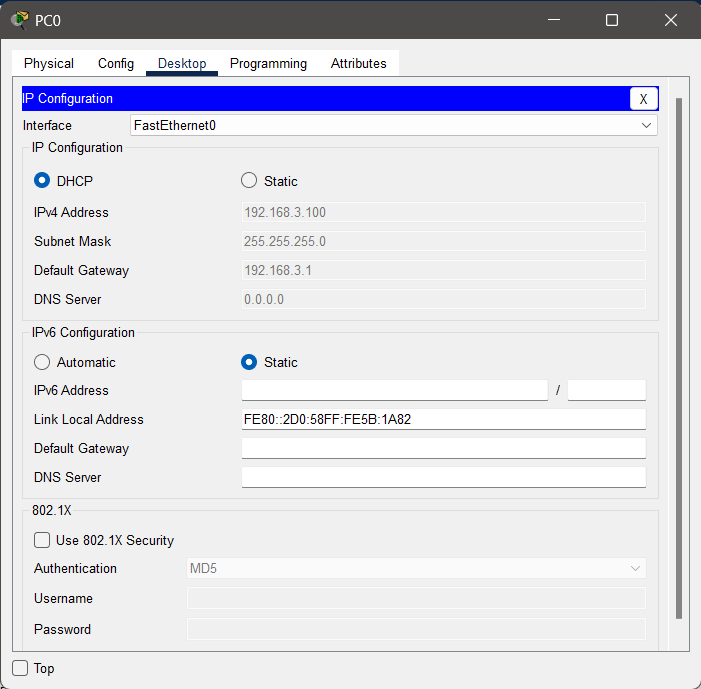 PC0
Physical Config Desktop Programming Attributes
IP Configuration X
Interface FastEthernet0
IP Configuration
DHCP Static
IPv4 Address 192.168.3.100
Subnet Mask 255.255.255.0
Default Gateway 192.168.3.1
DNS Server 0.0.0.0
IPv6 Configuration
Automatic Static
IPv6 Address /
Link Local Address FE80::2D0:58FF:FE5B:1A82
Default Gateway
DNS Server
802.1X
Use 802.1X Security
Authentication MD5
Username
Password
Top